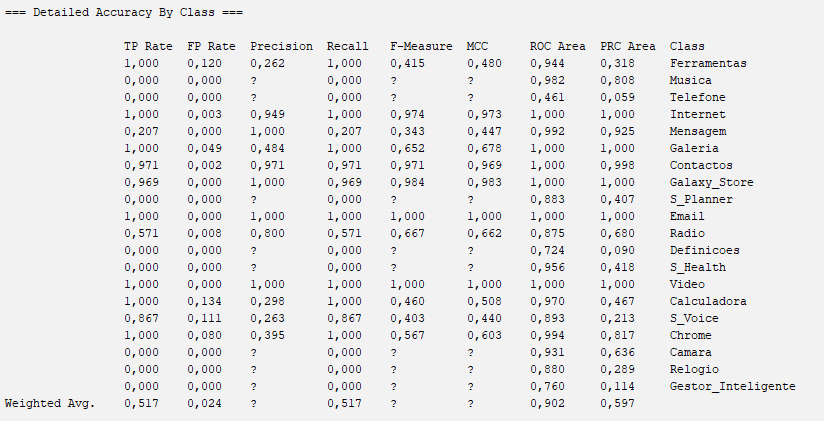 === Detailed Accuracy By Class ===
TP Rate FP Rate Precision Recall F-Measure MCC ROC Area PRC Area Class
1,000 0,120 0,262 1,000 0,415 0,480 0,944 0,318 Ferramentas
0,000 0,000 ? 0,000 ? ? 0,982 0,808 Musica
0,000 0,000 ? 0,000 ? ? 0,461 0,059 Telefone
1,000 0,003 0,949 1,000 0,974 0,973 1,000 1,000 Internet
0,207 0,000 1,000 0,207 0,343 0,447 0,992 0,925 Mensagem
1,000 0,049 0,484 1,000 0,652 0,678 1,000 1,000 Galeria
0,971 0,002 0,971 0,971 0,971 0,969 1,000 0,998 Contactos
0,969 0,000 1,000 0,969 0,984 0,983 1,000 1,000 Galaxy_Store
0,000 0,000 ? 0,000 ? ? 0,883 0,407 S_Planner
1,000 0,000 1,000 1,000 1,000 1,000 1,000 1,000 Email
0,571 0,008 0,800 0,571 0,667 0,662 0,875 0,680 Radio
0,000 0,000 ? 0,000 ? ? 0,724 0,090 Definicoes
0,000 0,000 ? 0,000 ? ? 0,956 0,418 S_Health
1,000 0,000 1,000 1,000 1,000 1,000 1,000 1,000 Video
1,000 0,134 0,298 1,000 0,460 0,508 0,970 0,467 Calculadora
0,867 0,111 0,263 0,867 0,403 0,440 0,893 0,213 S_Voice
1,000 0,080 0,395 1,000 0,567 0,603 0,994 0,817 Chrome
0,000 0,000 ? 0,000 ? ? 0,931 0,636 Camara
0,000 0,000 ? 0,000 ? ? 0,880 0,289 Relogio
0,000 0,000 ? 0,000 ? ? 0,760 0,114 Gestor_Inteligente
Weighted Avg. 0,517 0,024 ? 0,517 ? ? 0,902 0,597